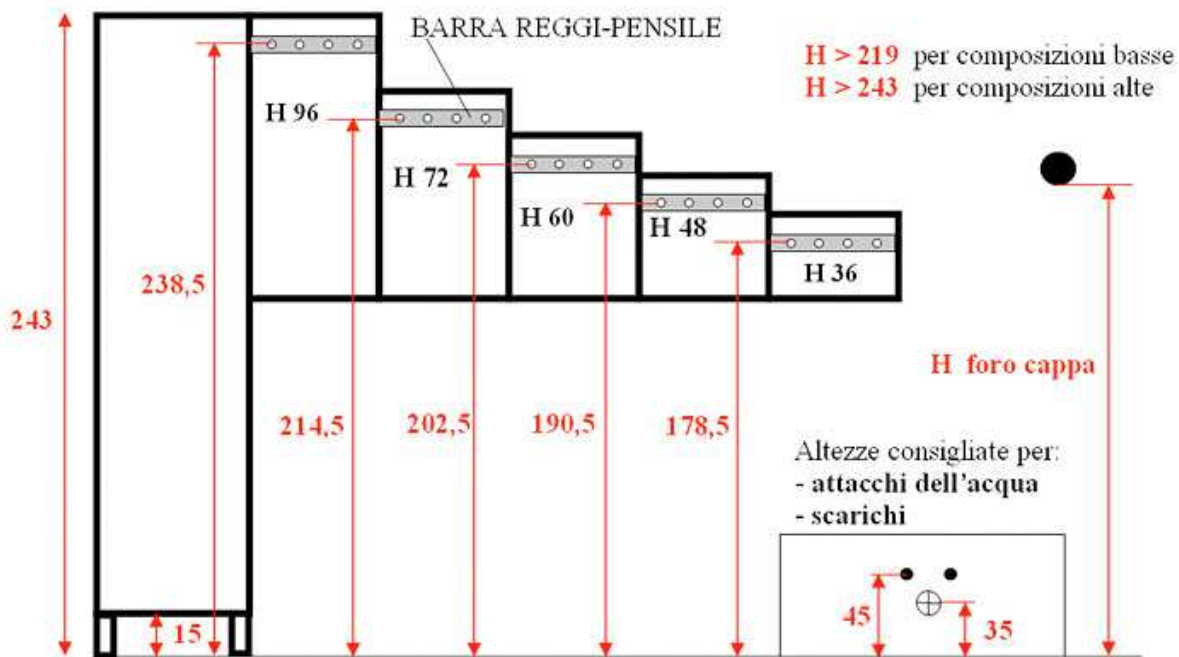 BARRA REGGI-PENSILE
H > 219 per composizioni basse
H > 243 per composizioni alte
H 96
H 72
H 60
H 48
H 36
238,5
243
214,5
202,5
190,5
178,5
H foro cappa
Altezze consigliate per:
- attacchi dell'acqua
- scarichi
15
45
35